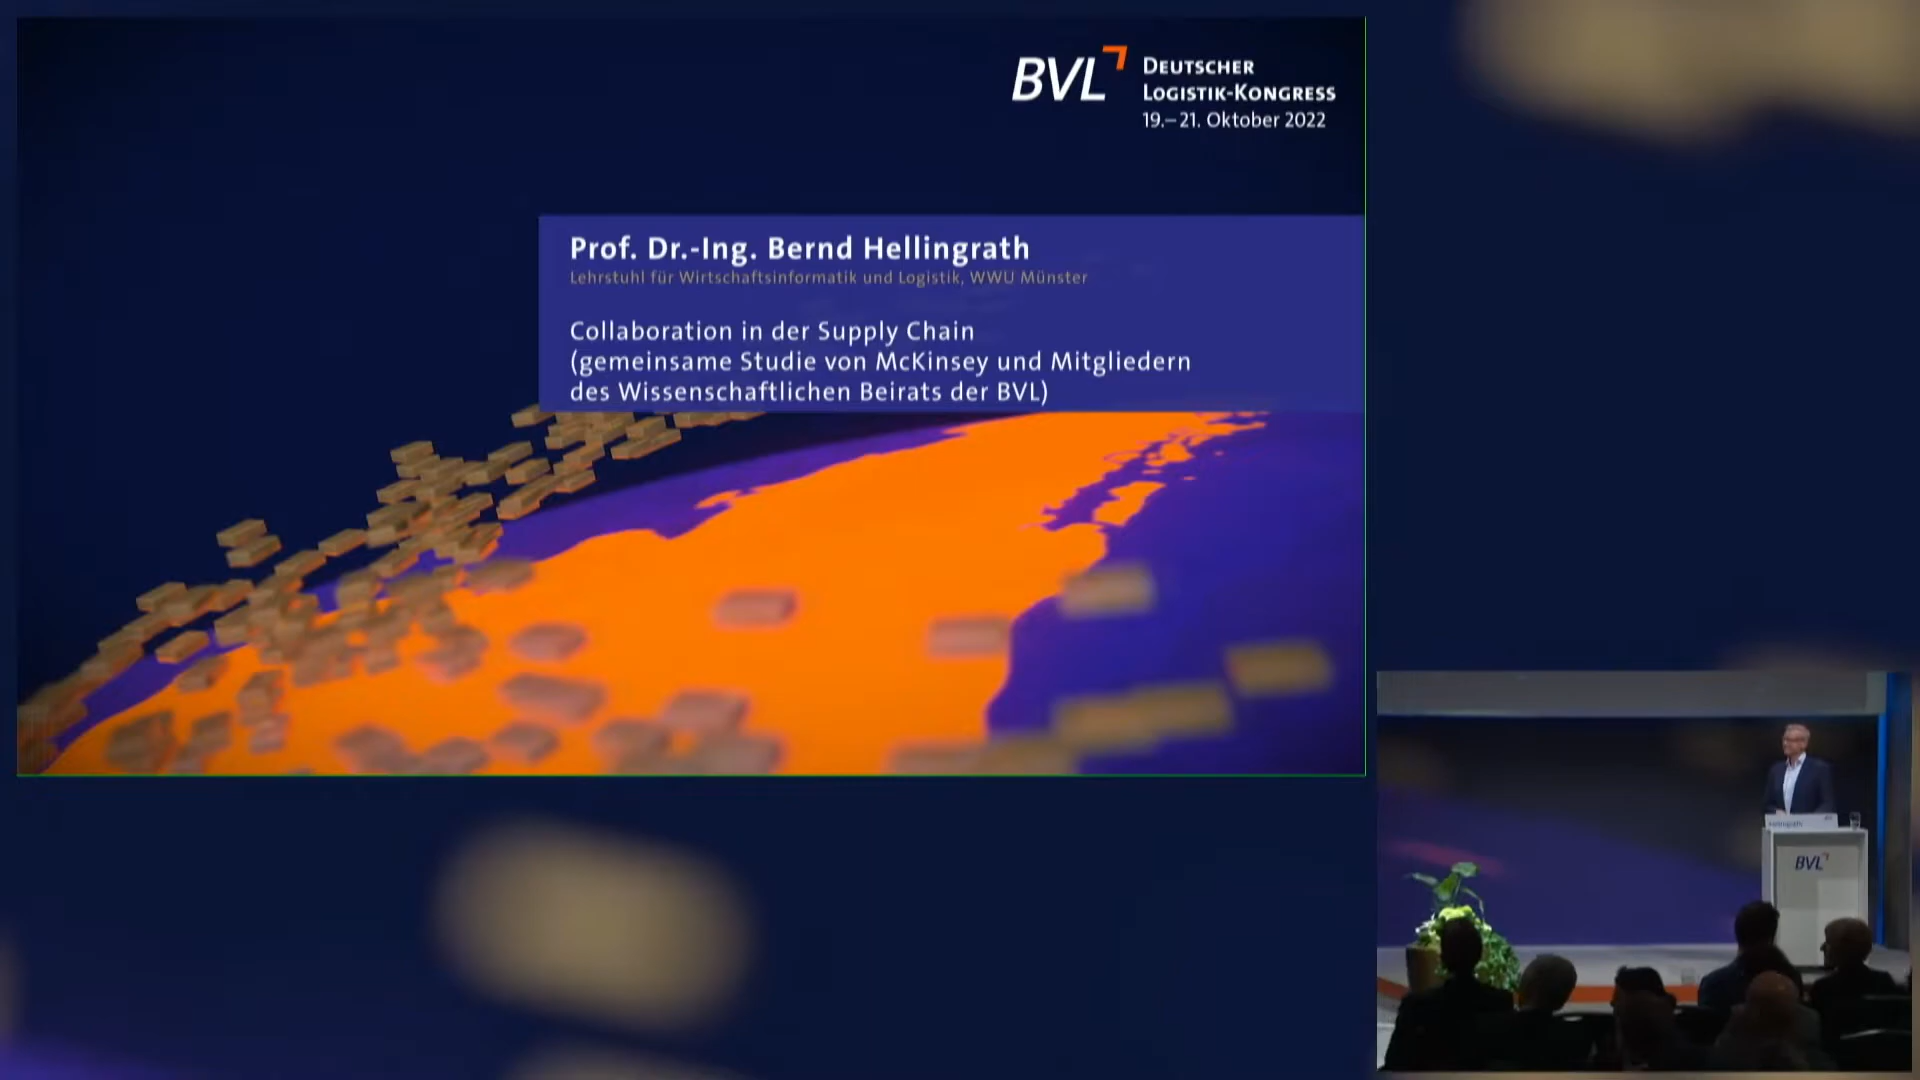 BVL
DEUTSCHER
LOGISTIK-KONGRESS
19.–21. Oktober 2022
Prof. Dr.-Ing. Bernd Hellingrath
Lehrstuhl für Wirtschaftsinformatik und Logistik, WWU Münster
Collaboration in der Supply Chain
(gemeinsame Studie von McKinsey und Mitgliedern
des Wissenschaftlichen Beirats der BVL)
Hellingrath
BVL